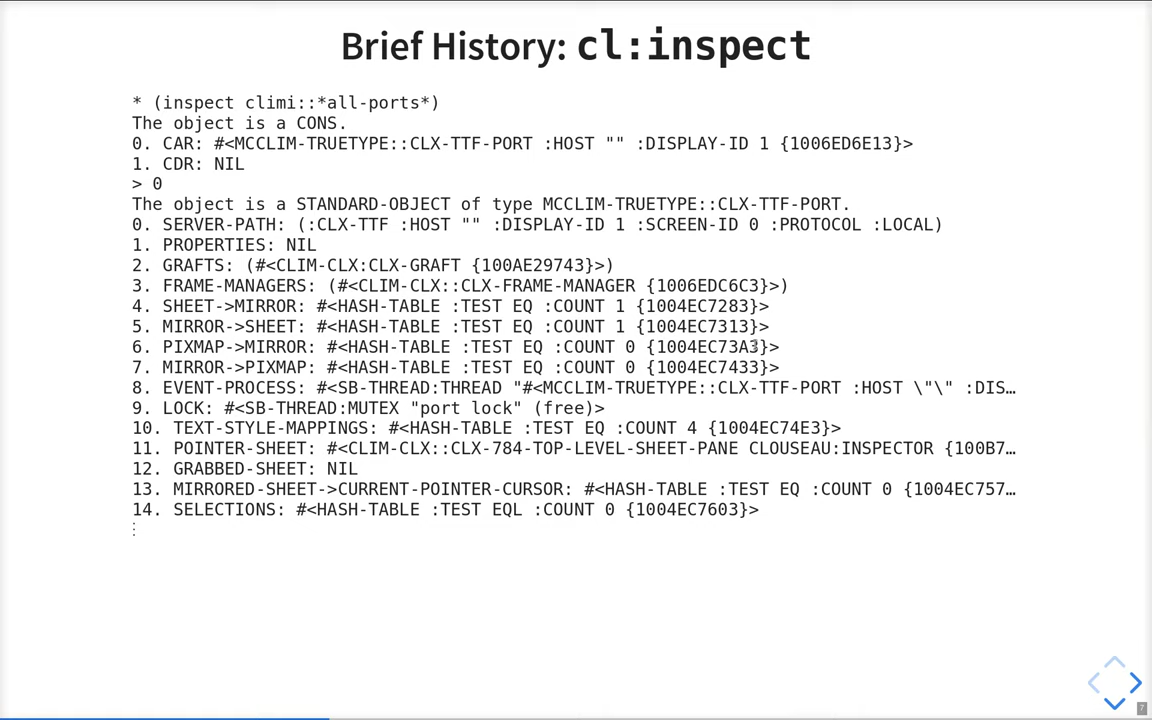 Brief History: cl:inspect
* (inspect climi::*all-ports*)
The object is a CONS.
0. CAR: #<MCCLIM-TRUETYPE::CLX-TTF-PORT :HOST "" :DISPLAY-ID 1 {1006ED6E13}>
1. CDR: NIL
> 0
The object is a STANDARD-OBJECT of type MCCLIM-TRUETYPE::CLX-TTF-PORT.
0. SERVER-PATH: (:CLX-TTF :HOST "" :DISPLAY-ID 1 :SCREEN-ID 0 :PROTOCOL :LOCAL)
1. PROPERTIES: NIL
2. GRAFTS: (#<CLIM-CLX:CLX-GRAFT {100AE29743}>)
3. FRAME-MANAGERS: (#<CLIM-CLX::CLX-FRAME-MANAGER {1006EDC6C3}>)
4. SHEET->MIRROR: #<HASH-TABLE :TEST EQ :COUNT 1 {1004EC7283}>
5. MIRROR->SHEET: #<HASH-TABLE :TEST EQ :COUNT 1 {1004EC7313}>
6. PIXMAP->MIRROR: #<HASH-TABLE :TEST EQ :COUNT 0 {1004EC73A3}>
7. MIRROR->PIXMAP: #<HASH-TABLE :TEST EQ :COUNT 0 {1004EC7433}>
8. EVENT-PROCESS: #<SB-THREAD:THREAD "#<MCCLIM-TRUETYPE::CLX-TTF-PORT :HOST \"\" :DIS…
9. LOCK: #<SB-THREAD:MUTEX "port lock" (free)>
10. TEXT-STYLE-MAPPINGS: #<HASH-TABLE :TEST EQ :COUNT 4 {1004EC74E3}>
11. POINTER-SHEET: #<CLIM-CLX::CLX-784-TOP-LEVEL-SHEET-PANE CLOUSEAU:INSPECTOR {100B7…
12. GRABBED-SHEET: NIL
13. MIRRORED-SHEET->CURRENT-POINTER-CURSOR: #<HASH-TABLE :TEST EQ :COUNT 0 {1004EC757…
14. SELECTIONS: #<HASH-TABLE :TEST EQL :COUNT 0 {1004EC7603}>
⋮
7